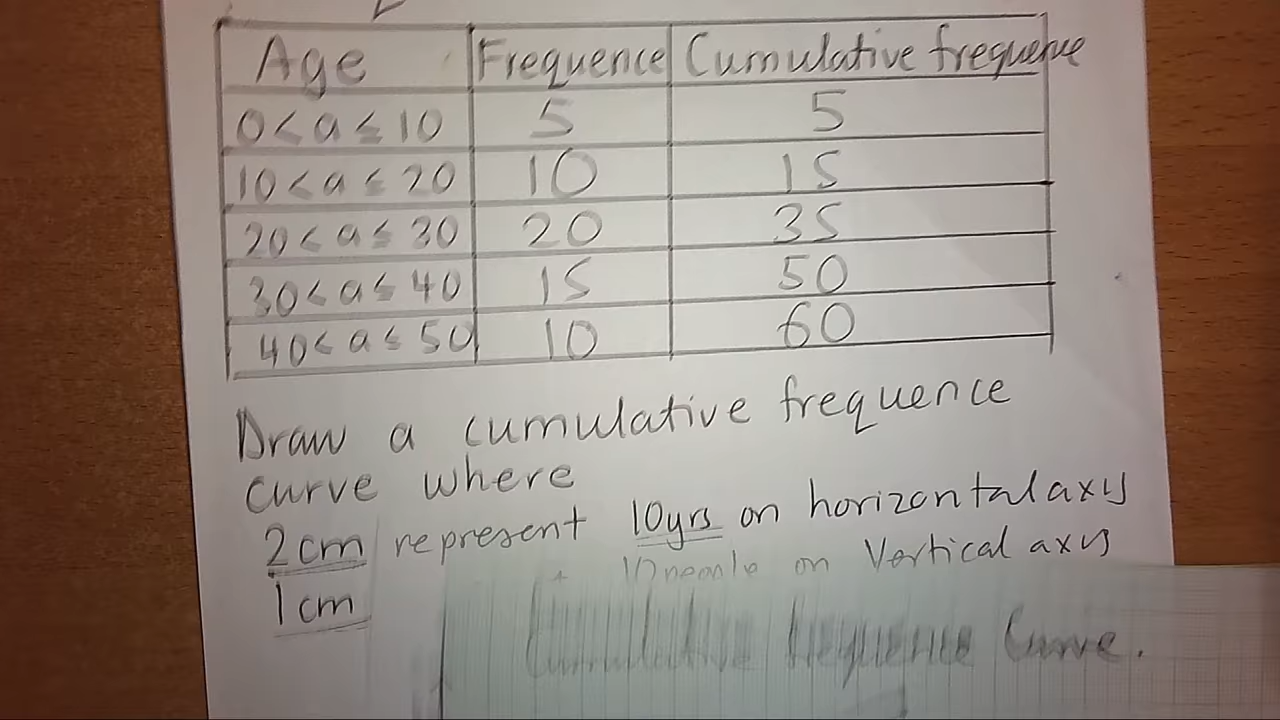 Age Frequence Cumulative frequence
0 < a ≤ 10 5 5
10 < a ≤ 20 10 15
20 < a ≤ 30 20 35
30 < a ≤ 40 15 50
40 < a ≤ 50 10 60
Draw a cumulative frequence
curve where
2cm represent 10yrs on horizontal axis
1cm 10 on Vertical axis
Cumulative frequence Curve.